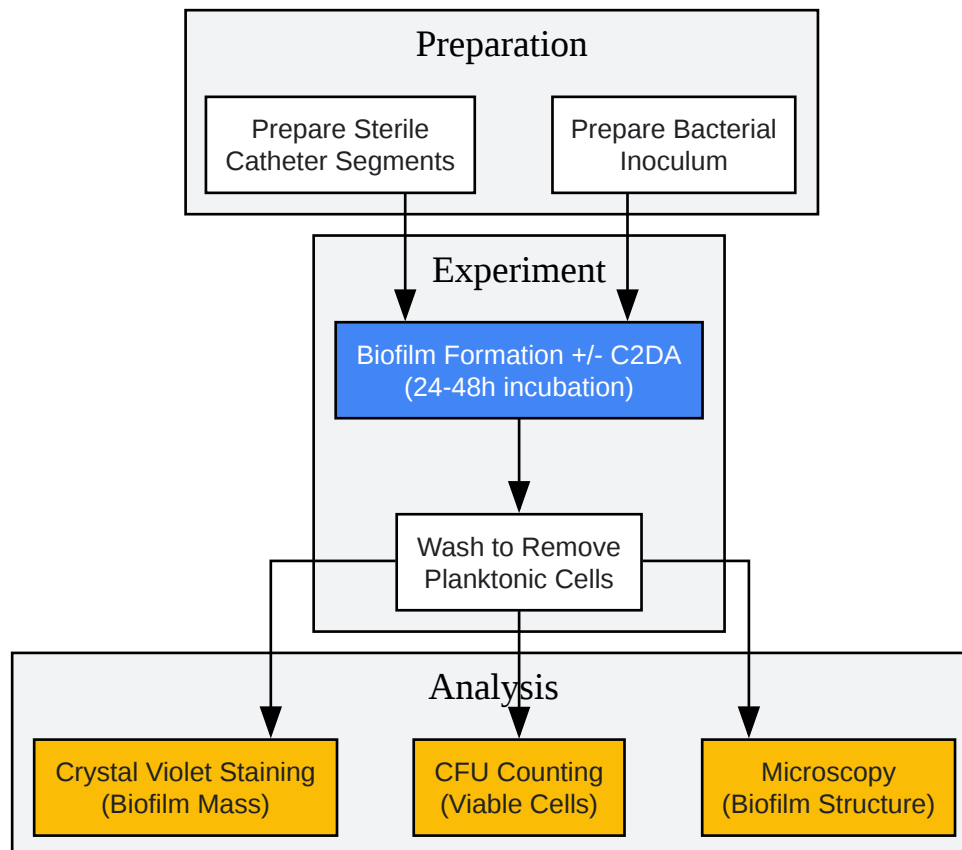 Preparation
Prepare Sterile
Catheter Segments
Prepare Bacterial
Inoculum
Experiment
Biofilm Formation +/- C2DA
(24-48h incubation)
Wash to Remove
Planktonic Cells
Analysis
Crystal Violet Staining
(Biofilm Mass)
CFU Counting
(Viable Cells)
Microscopy
(Biofilm Structure)